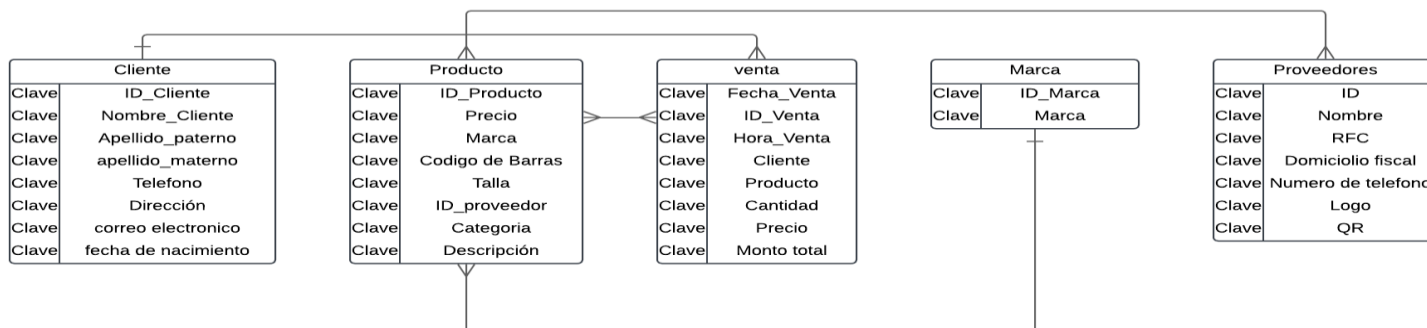 Cliente
Clave ID_Cliente
Clave Nombre_Cliente
Clave Apellido_paterno
Clave apellido_materno
Clave Telefono
Clave Dirección
Clave correo electronico
Clave fecha de nacimiento
Producto
Clave ID_Producto
Clave Precio
Clave Marca
Clave Codigo de Barras
Clave Talla
Clave ID_proveedor
Clave Categoria
Clave Descripción
venta
Clave Fecha_Venta
Clave ID_Venta
Clave Hora_Venta
Clave Cliente
Clave Producto
Clave Cantidad
Clave Precio
Clave Monto total
Marca
Clave ID_Marca
Clave Marca
Proveedores
Clave ID
Clave Nombre
Clave RFC
Clave Domiciolio fiscal
Clave Numero de telefono
Clave Logo
Clave QR